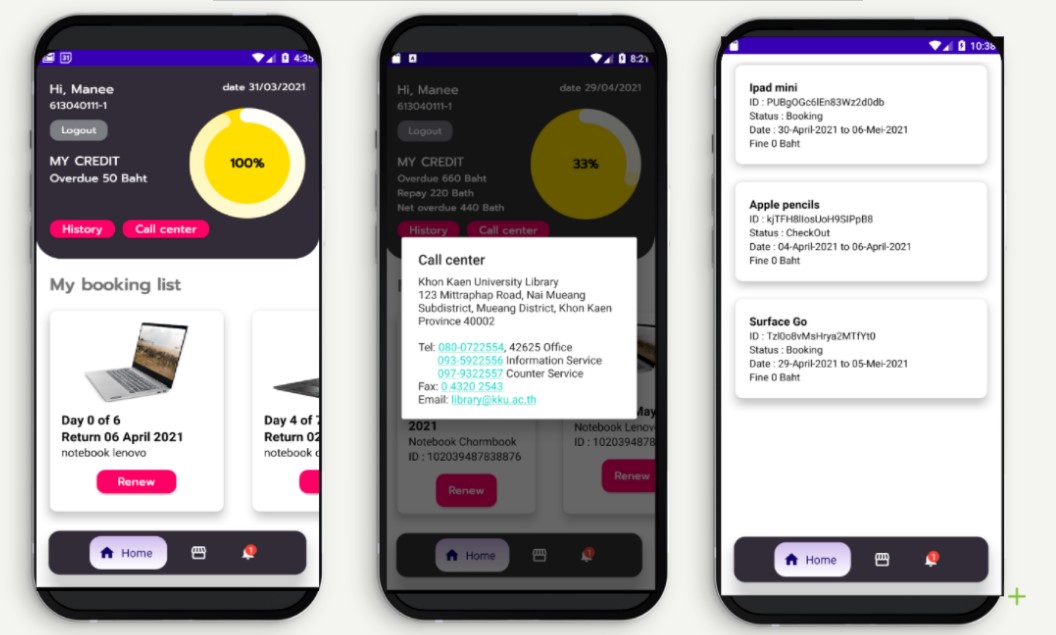 31
4:35
Hi, Manee
date 31/03/2021
613040111-1
Logout
100%
MY CREDIT
Overdue 50 Baht
History
Call center
My booking list
Day 0 of 6
Return 06 April 2021
notebook lenovo
Renew
Day 4 of
Return 02
notebook
Home
1
8:21
Hi, Manee
date 29/04/2021
613040111-1
Logout
33%
MY CREDIT
Overdue 660 Baht
Repay 220 Bath
Net overdue 440 Bath
History
Call center
Call center
Khon Kaen University Library
123 Mittraphap Road, Nai Mueang
Subdistrict, Mueang District, Khon Kaen
Province 40002
Tel: 080-0722554, 42625 Office
093-5922556 Information Service
097-9322557 Counter Service
Fax: 0 4320 2543
Email: library@kku.ac.th
2021
Notebook Chormbook
ID : 102039487838876
Renew
May
Notebook Lenov
ID : 1020394878
Renew
Home
1
10:38
Ipad mini
ID : PUBgOGc6lEn83Wz2d0db
Status : Booking
Date : 30-April-2021 to 06-Mei-2021
Fine 0 Baht
Apple pencils
ID : kjTFH8IIosUoH9SIPpB8
Status : CheckOut
Date : 04-April-2021 to 06-April-2021
Fine 0 Baht
Surface Go
ID : Tzl0o8vMsHrya2MTfYt0
Status : Booking
Date : 29-April-2021 to 05-Mei-2021
Fine 0 Baht
Home
1